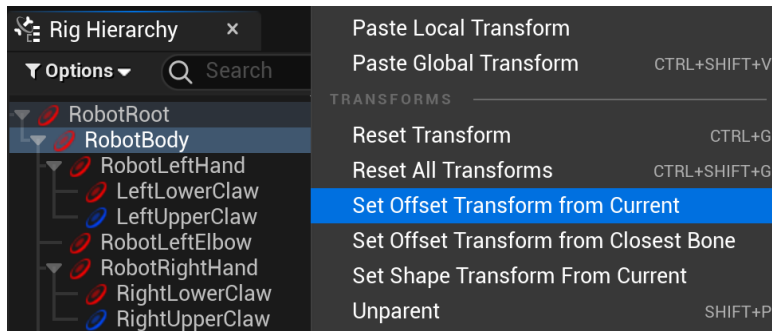 Rig Hierarchy ×
Options
Search
RobotRoot
RobotBody
RobotLeftHand
LeftLowerClaw
LeftUpperClaw
RobotLeftElbow
RobotRightHand
RightLowerClaw
RightUpperClaw
Paste Local Transform
Paste Global Transform CTRL+SHIFT+V
TRANSFORMS
Reset Transform CTRL+G
Reset All Transforms CTRL+SHIFT+G
Set Offset Transform from Current
Set Offset Transform from Closest Bone
Set Shape Transform From Current
Unparent SHIFT+P